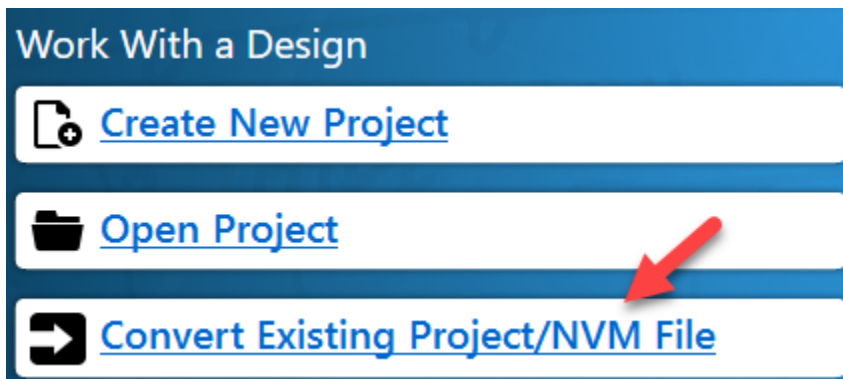 Work With a Design
Create New Project
Open Project
Convert Existing Project/NVM File